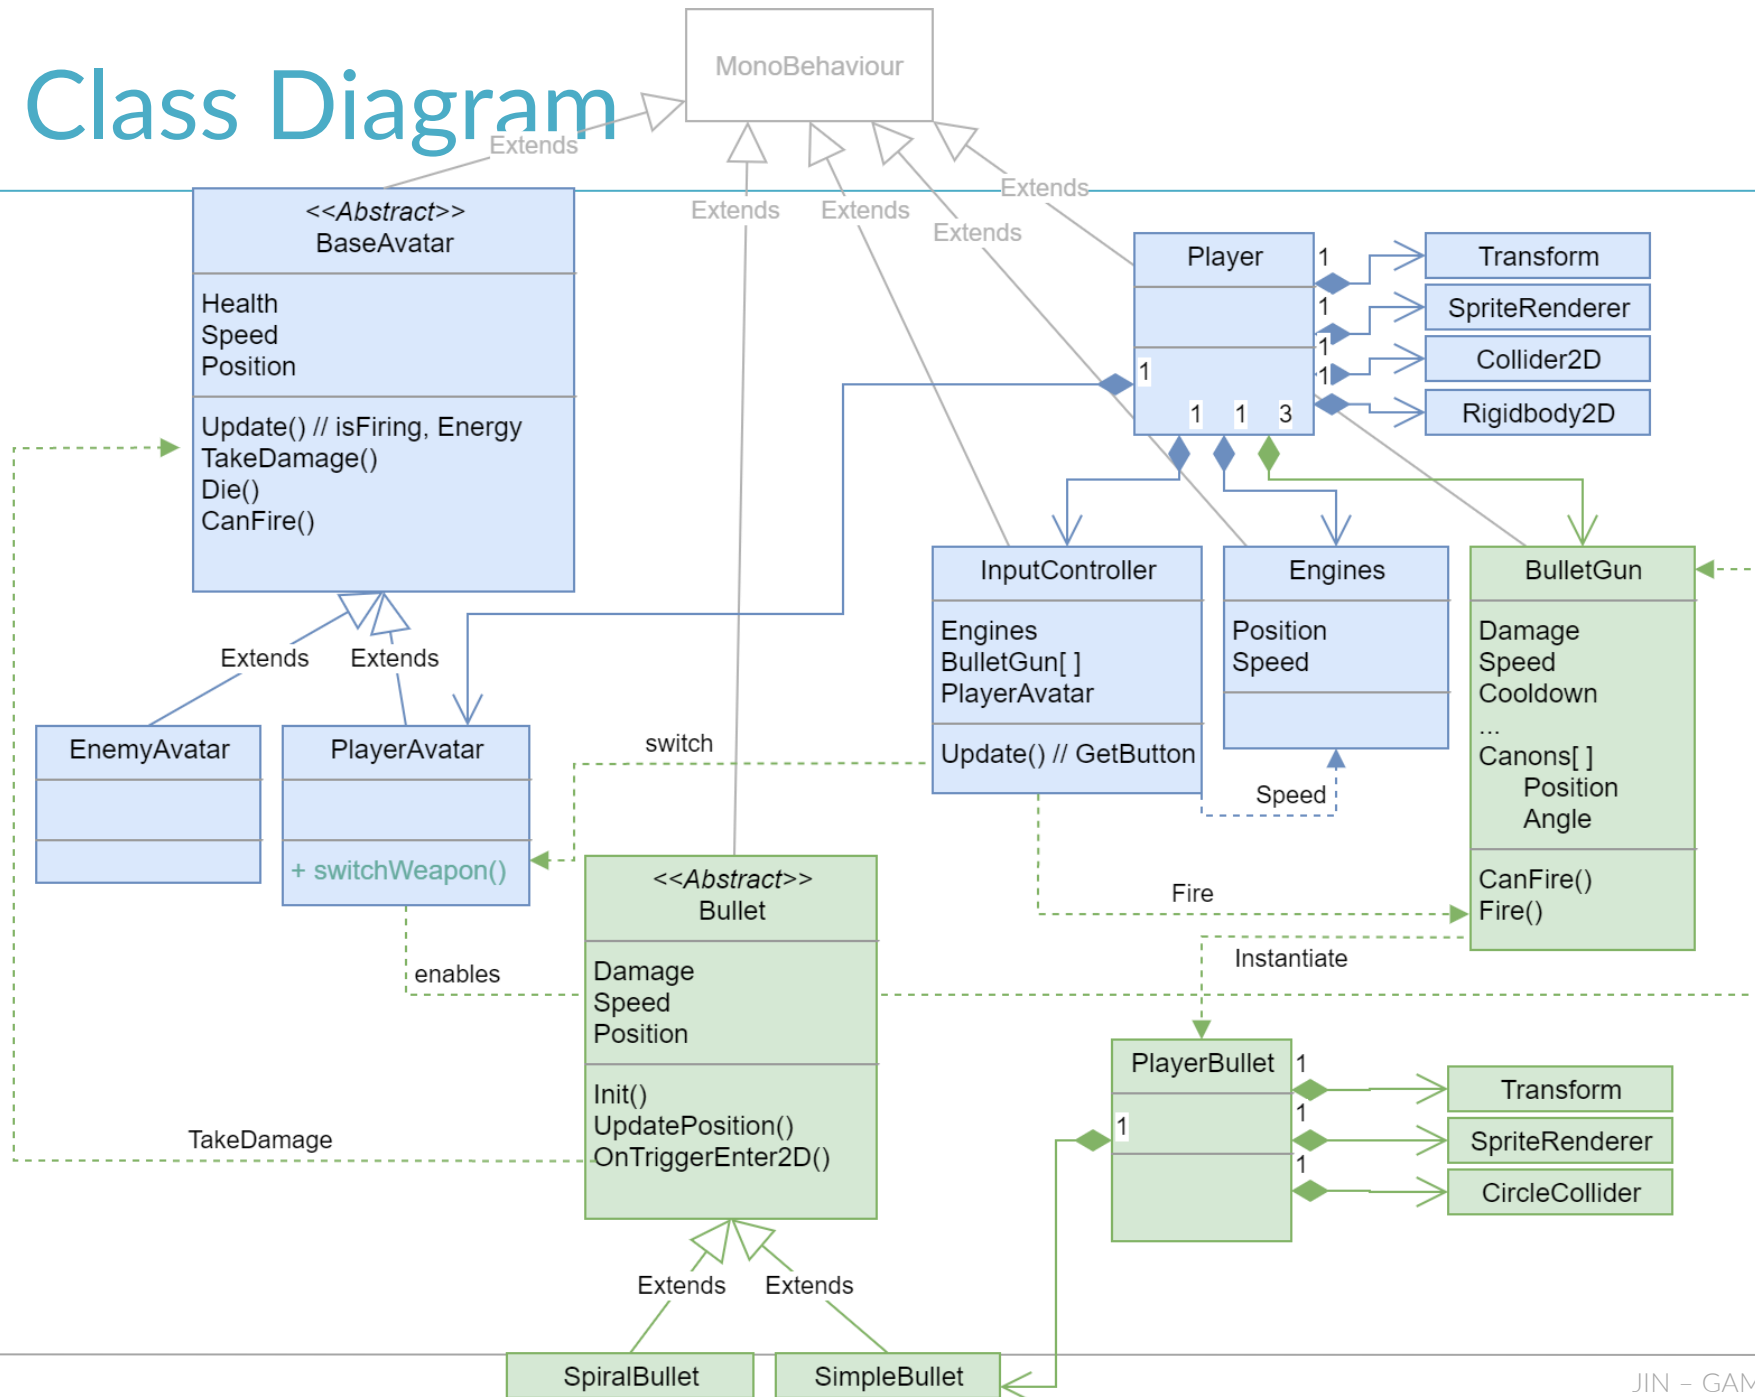 Class Diagram
MonoBehaviour
Extends
Extends
Extends
Extends
Extends
<<Abstract>>
BaseAvatar
Health
Speed
Position
Update() // isFiring, Energy
TakeDamage()
Die()
CanFire()
Player
1
1
1
1
1
1
1
3
Transform
SpriteRenderer
Collider2D
Rigidbody2D
Extends
Extends
EnemyAvatar
PlayerAvatar
+ switchWeapon()
switch
enables
InputController
Engines
BulletGun[ ]
PlayerAvatar
Update() // GetButton
Engines
Position
Speed
Speed
BulletGun
Damage
Speed
Cooldown
...
Canons[ ]
Position
Angle
CanFire()
Fire()
Fire
Instantiate
<<Abstract>>
Bullet
Damage
Speed
Position
Init()
UpdatePosition()
OnTriggerEnter2D()
TakeDamage
PlayerBullet
1
1
1
1
Transform
SpriteRenderer
CircleCollider
Extends
Extends
SpiralBullet
SimpleBullet
JIN – GAM